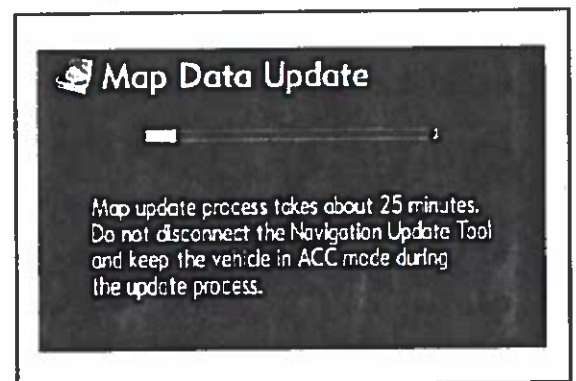 Map Data Update
Map update process takes about 25 minutes.
Do not disconnect the Navigation Update Tool
and keep the vehicle in ACC mode during
the update process.